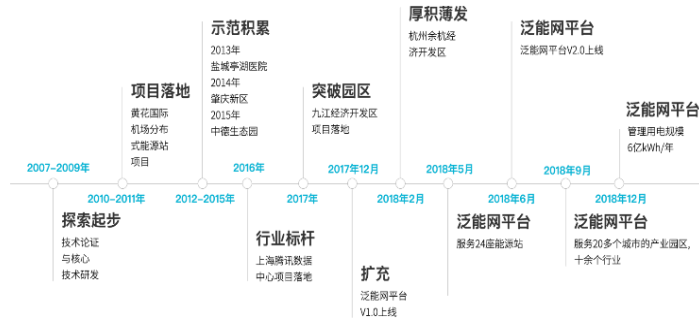 2007-2009年
探索起步
技术论证
与核心
技术研发
2010-2011年
项目落地
黄花国际
机场分布
式能源站
项目
2012-2015年
示范积累
2013年
盐城亭湖医院
2014年
肇庆新区
2015年
中德生态园
2016年
行业标杆
上海腾讯数据
中心项目落地
2017年
突破园区
九江经济开发区
项目落地
2017年12月
扩充
泛能网平台
V1.0上线
2018年2月
厚积薄发
杭州余杭经
济开发区
2018年5月
泛能网平台
服务24座能源站
2018年6月
泛能网平台
泛能网平台V2.0上线
2018年9月
泛能网平台
服务20多个城市的产业园区,
十余个行业
2018年12月
泛能网平台
管理用电规模
6亿kWh/年